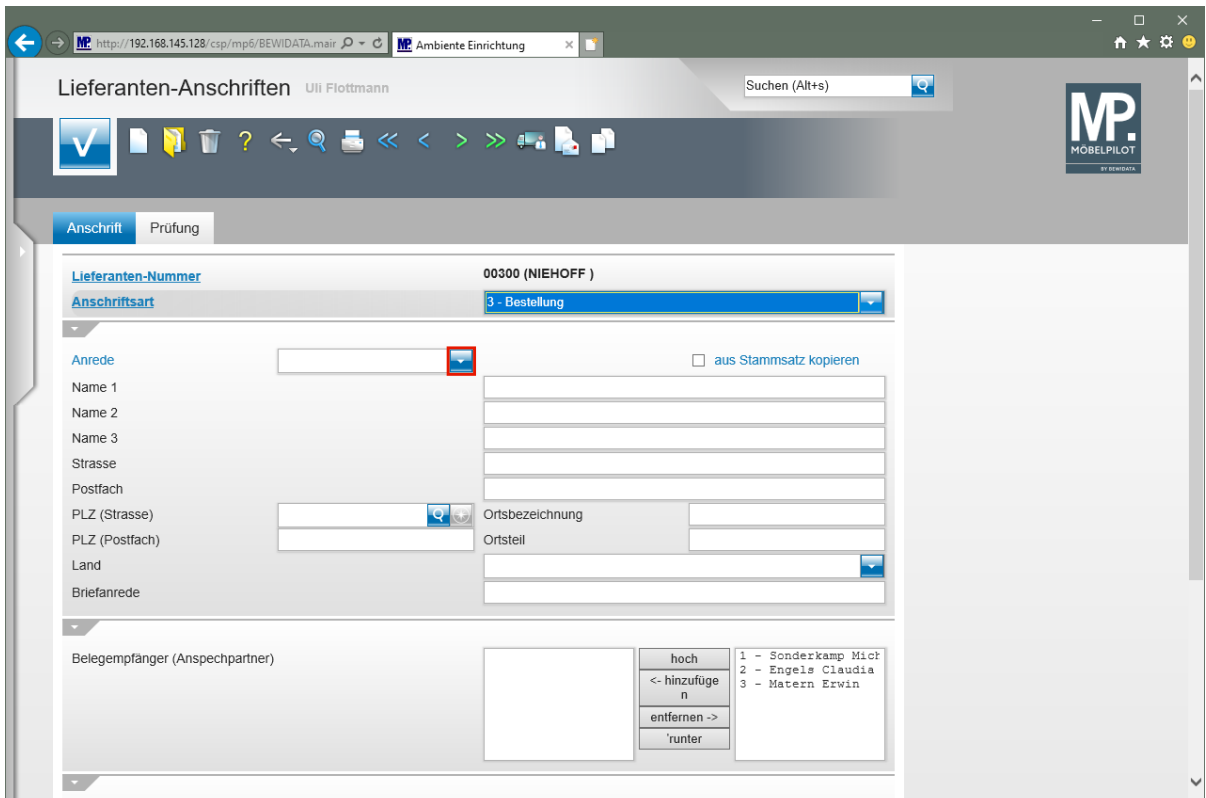 http://192.168.145.128/csp/mp6/BEWIDATA.mair
MP. Ambiente Einrichtung
Lieferanten-Anschriften Uli Flottmann
Suchen (Alt+s)
MP.
MÖBELPILOT
BY BEWIDATA
Anschrift Prüfung
Lieferanten-Nummer 00300 (NIEHOFF )
Anschriftsart 3 - Bestellung
Anrede aus Stammsatz kopieren
Name 1
Name 2
Name 3
Strasse
Postfach
PLZ (Strasse) Ortsbezeichnung
PLZ (Postfach) Ortsteil
Land
Briefanrede
Belegempfänger (Anspechpartner)
hoch
<- hinzufüge
n
entfernen ->
'runter
1 - Sonderkamp Mich
2 - Engels Claudia
3 - Matern Erwin